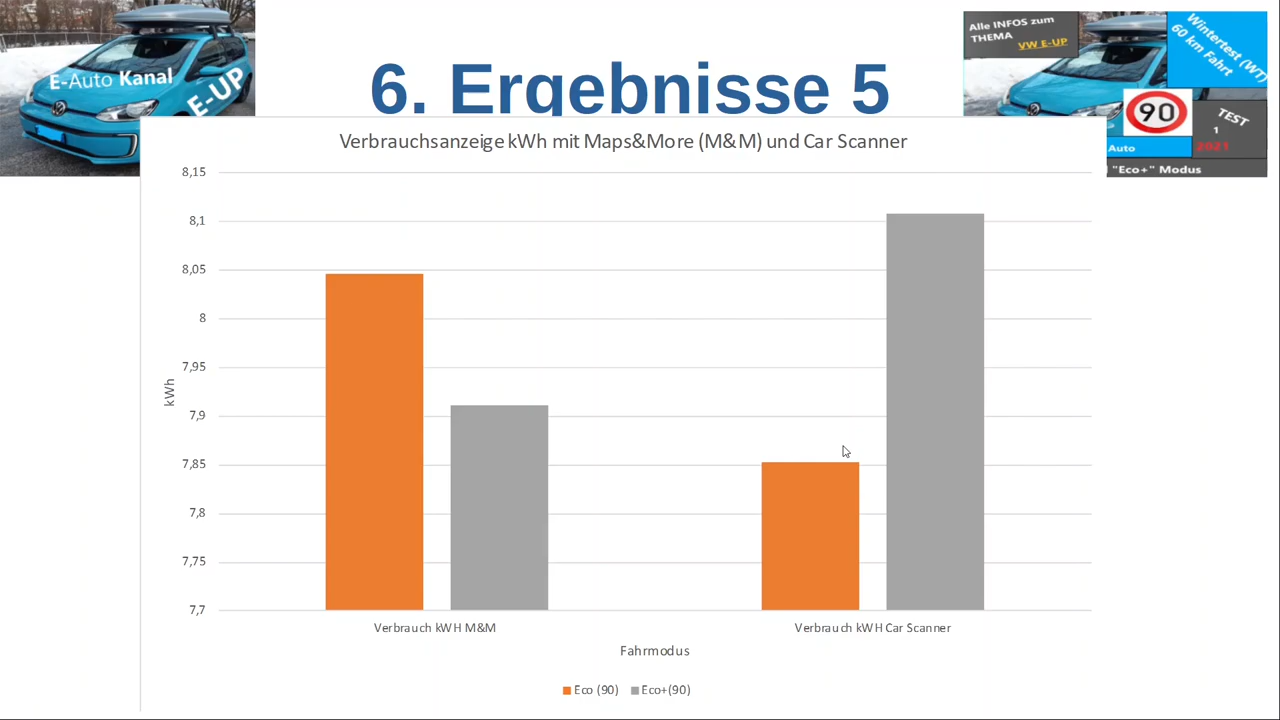 E-Auto Kanal
E-UP
6. Ergebnisse 5
Alle INFOS zum
THEMA
VW E-UP
Wintertest (WT)
60 km Fahrt
90
TEST
1
2021
Auto
"Eco+" Modus
Verbrauchsanzeige kWh mit Maps&More (M&M) und Car Scanner
8,15
8,1
8,05
8
7,95
7,9
7,85
7,8
7,75
7,7
kWh
Verbrauch kWH M&M
Verbrauch kWH Car Scanner
Fahrmodus
Eco (90)
Eco+(90)